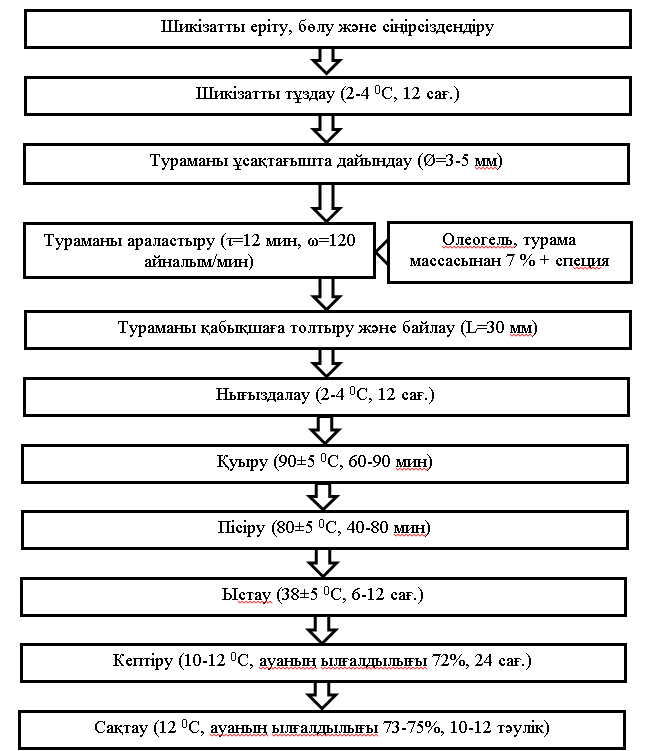 Шикізатты еріту, бөлу және сіңірсіздендіру
Шикізатты тұздау (2-4 ⁰С, 12 сағ.)
Тураманы ұсақтағышта дайындау (Ø=3-5 мм)
Тураманы араластыру (τ=12 мин, ω=120
айналым/мин)
Олеогель, турама
массасынан 7 % + специя
Тураманы қабықшаға толтыру және байлау (L=30 мм)
Нығыздалау (2-4 ⁰С, 12 сағ.)
Қуыру (90±5 ⁰С, 60-90 мин)
Пісіру (80±5 ⁰С, 40-80 мин)
Ыстау (38±5 ⁰С, 6-12 сағ.)
Кептіру (10-12 ⁰С, ауаның ылғалдылығы 72%, 24 сағ.)
Сақтау (12 ⁰С, ауаның ылғалдылығы 73-75%, 10-12 тәулік)